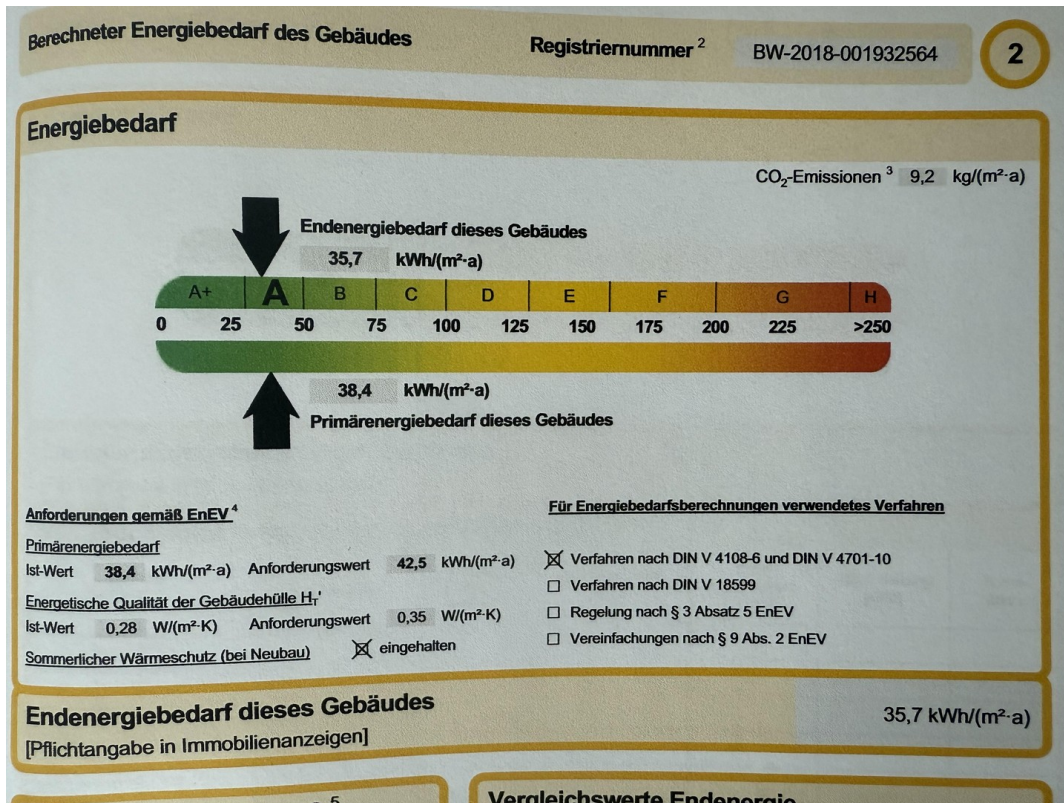 Berechneter Energiebedarf des Gebäudes Registriernummer ² BW-2018-001932564 2
Energiebedarf
CO₂-Emissionen ³ 9,2 kg/(m²·a)
Endenergiebedarf dieses Gebäudes
35,7 kWh/(m²·a)
A+ A B C D E F G H
0 25 50 75 100 125 150 175 200 225 >250
38,4 kWh/(m²·a)
Primärenergiebedarf dieses Gebäudes
Anforderungen gemäß EnEV ⁴
Primärenergiebedarf
Ist-Wert 38,4 kWh/(m²·a) Anforderungswert 42,5 kWh/(m²·a)
Energetische Qualität der Gebäudehülle H_T'
Ist-Wert 0,28 W/(m²·K) Anforderungswert 0,35 W/(m²·K)
Sommerlicher Wärmeschutz (bei Neubau) ☒ eingehalten
Für Energiebedarfsberechnungen verwendetes Verfahren
☒ Verfahren nach DIN V 4108-6 und DIN V 4701-10
☐ Verfahren nach DIN V 18599
☐ Regelung nach § 3 Absatz 5 EnEV
☐ Vereinfachungen nach § 9 Abs. 2 EnEV
Endenergiebedarf dieses Gebäudes 35,7 kWh/(m²·a)
[Pflichtangabe in Immobilienanzeigen]
5
Vergleichswerte Endenergie